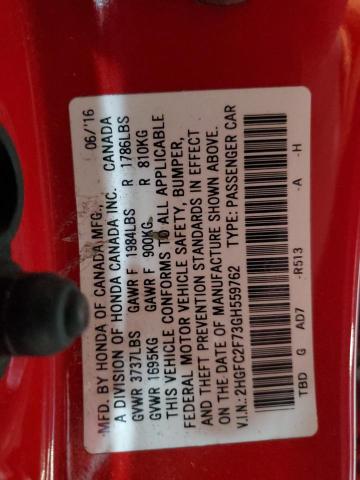 MFD. BY HONDA OF CANADA MFG., 06/'16
A DIVISION OF HONDA CANADA INC. CANADA
GVWR 3737LBS GAWR F 1984LBS R 1786LBS
GVWR 1695KG GAWR F 900KG R 810KG
THIS VEHICLE CONFORMS TO ALL APPLICABLE
FEDERAL MOTOR VEHICLE SAFETY, BUMPER,
AND THEFT PREVENTION STANDARDS IN EFFECT
ON THE DATE OF MANUFACTURE SHOWN ABOVE.
V.I.N.: 2HGFC2F73GH559762 TYPE: PASSENGER CAR
TBD G AD7 -R513 -A -H